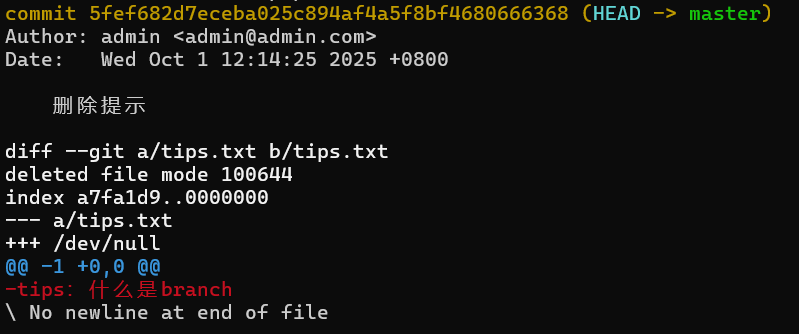 commit 5fef682d7eceba025c894af4a5f8bf4680666368 (HEAD -> master)
Author: admin <admin@admin.com>
Date:   Wed Oct 1 12:14:25 2025 +0800

    删除提示

diff --git a/tips.txt b/tips.txt
deleted file mode 100644
index a7fa1d9..0000000
--- a/tips.txt
+++ /dev/null
@@ -1 +0,0 @@
-tips：什么是branch
\ No newline at end of file